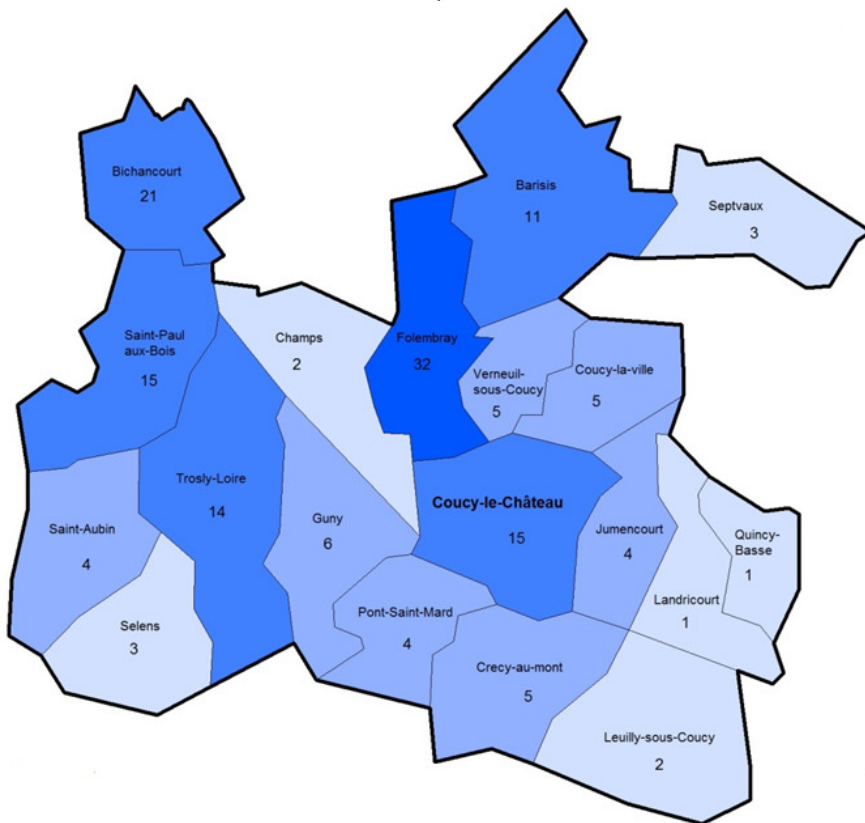 Bichancourt
21
Barisis
11
Septvaux
3
Saint-Paul
aux-Bois
15
Champs
2
Folembray
32
Verneuil-
sous-Coucy
5
Coucy-la-ville
5
Trosly-Loire
14
Saint-Aubin
4
Guny
6
Coucy-le-Château
15
Jumencourt
4
Quincy-
Basse
1
Landricourt
1
Selens
3
Pont-Saint-Mard
4
Crecy-au-mont
5
Leuilly-sous-Coucy
2